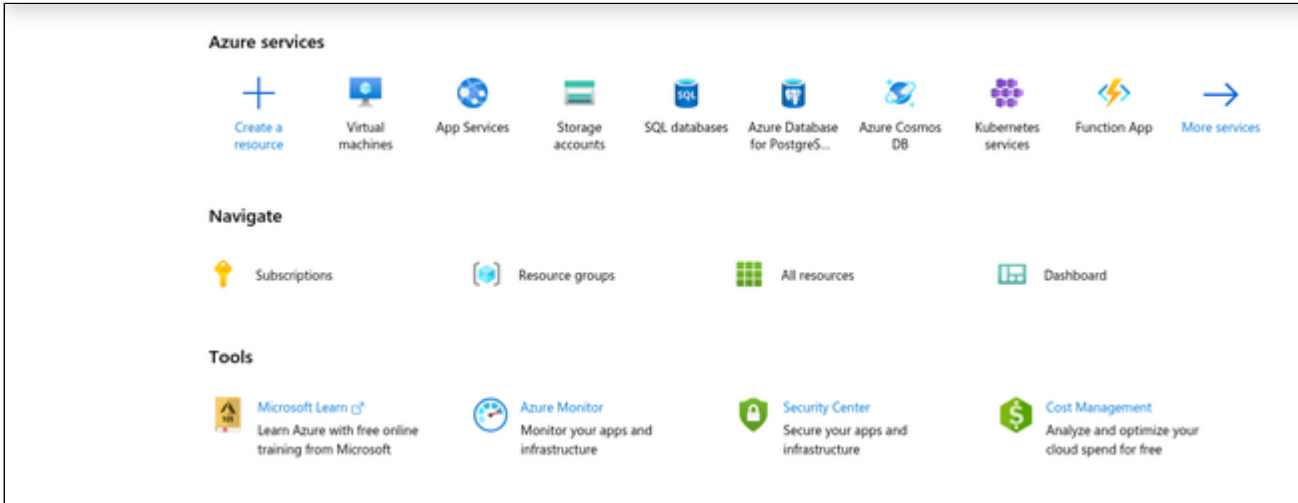 Azure services
Create a
resource
Virtual
machines
App Services
Storage
accounts
SQL
SQL databases
Azure Database
for PostgreS...
Azure Cosmos
DB
Kubernetes
services
Function App
More services
Navigate
Subscriptions
Resource groups
All resources
Dashboard
Tools
Microsoft Learn
Learn Azure with free online
training from Microsoft
Azure Monitor
Monitor your apps and
infrastructure
Security Center
Secure your apps and
infrastructure
Cost Management
Analyze and optimize your
cloud spend for free